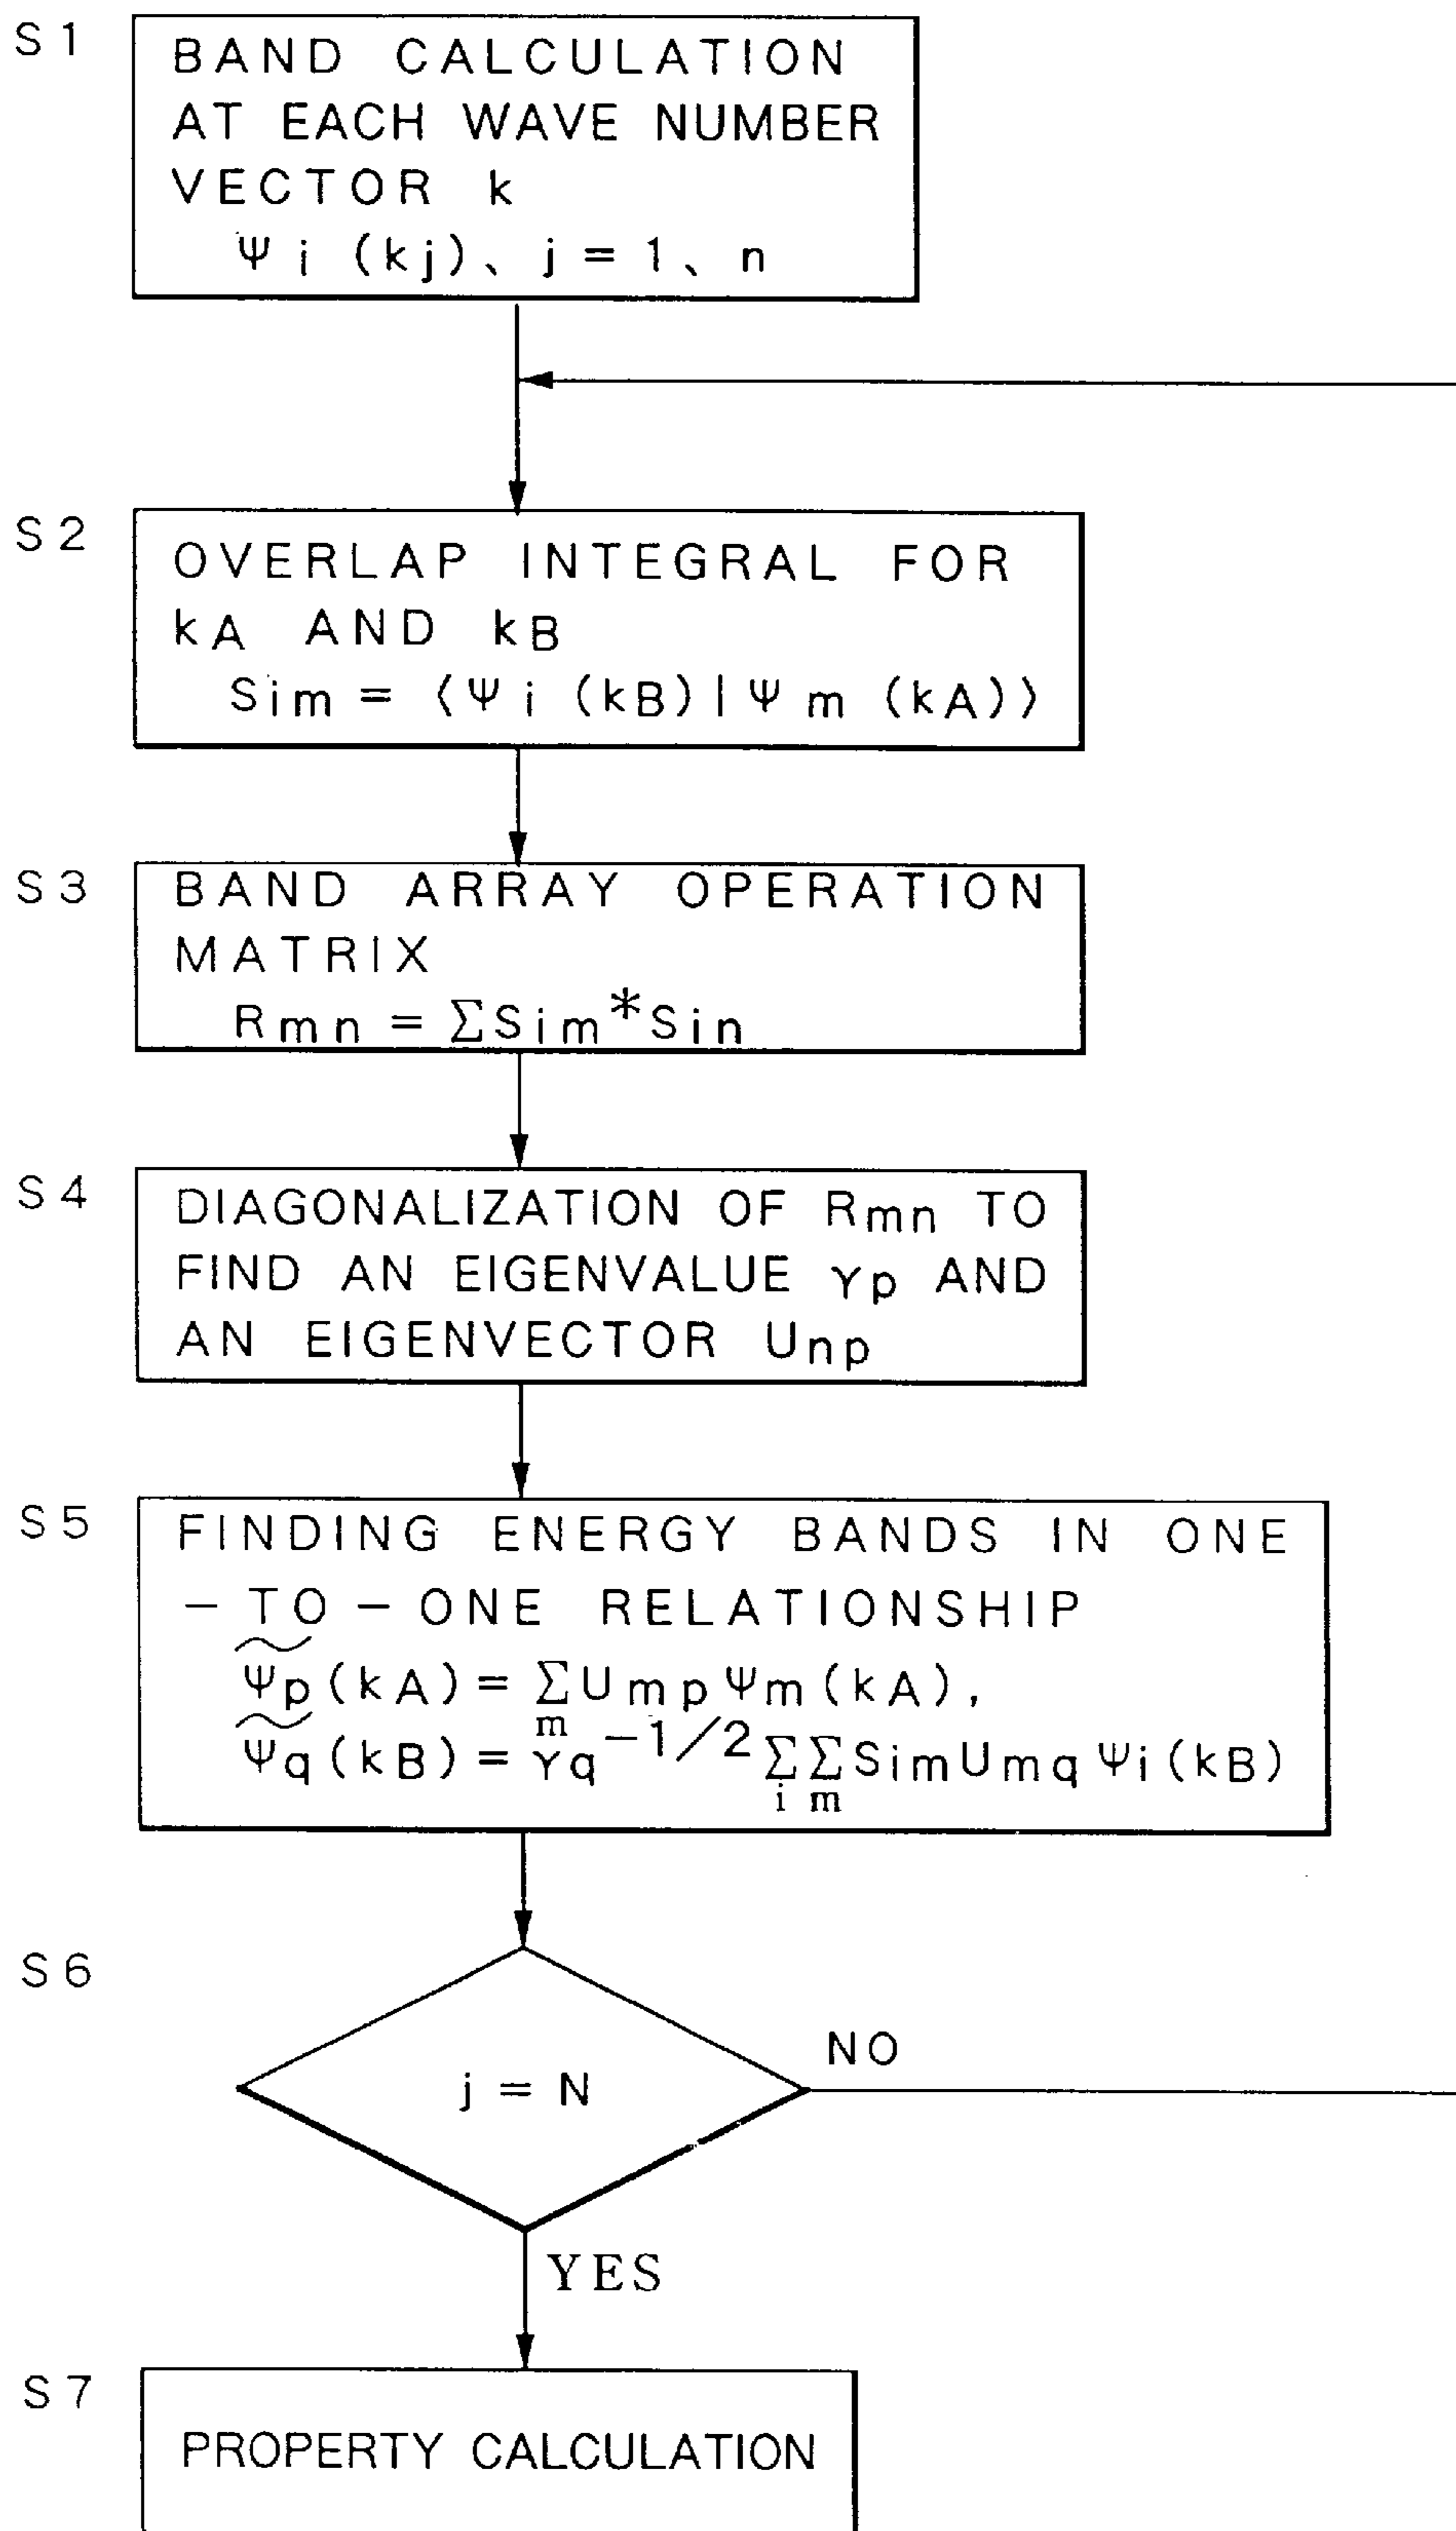 S1
BAND CALCULATION
AT EACH WAVE NUMBER
VECTOR k
Ψi (kj)、j=1、n
S2
OVERLAP INTEGRAL FOR
kA AND kB
Sim = 〈Ψi (kB)|Ψm (kA)〉
S3
BAND ARRAY OPERATION
MATRIX
Rmn = ΣSim*Sin
S4
DIAGONALIZATION OF Rmn TO
FIND AN EIGENVALUE γp AND
AN EIGENVECTOR Unp
S5
FINDING ENERGY BANDS IN ONE
-TO-ONE RELATIONSHIP
Ψ̃p(kA)=ΣUmpΨm(kA),
m
Ψ̃q(kB)=γq-1/2ΣΣSimUmqΨi(kB)
i m
S6
j=N
NO
YES
S7
PROPERTY CALCULATION